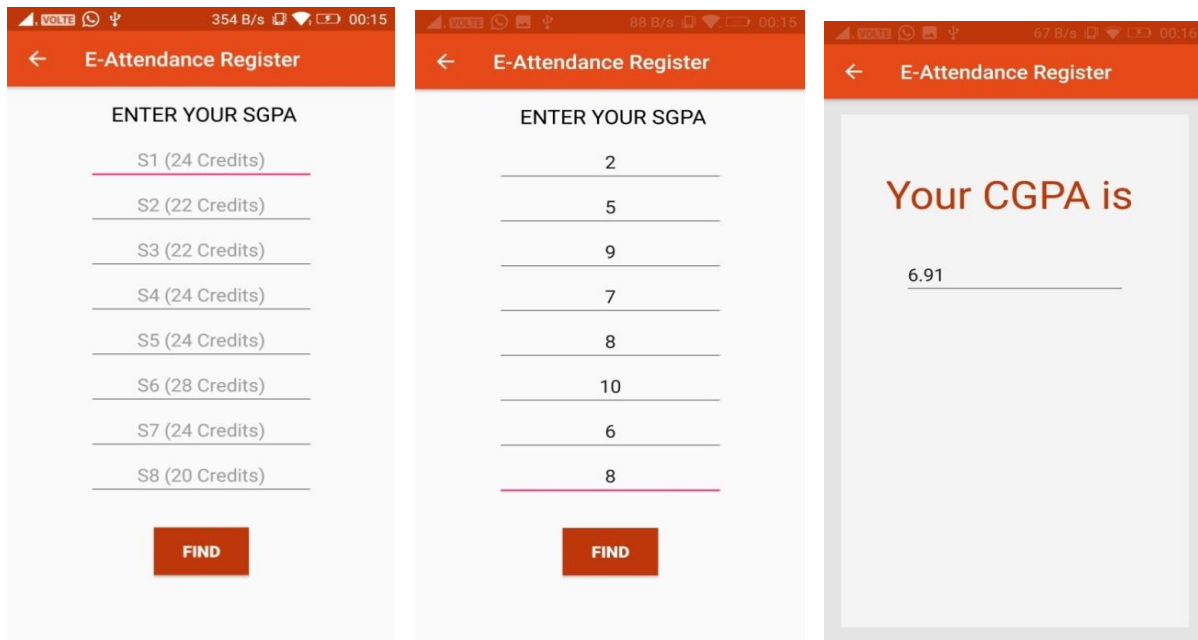 VOLTE 354 B/s 00:15
E-Attendance Register
ENTER YOUR SGPA
S1 (24 Credits)
S2 (22 Credits)
S3 (22 Credits)
S4 (24 Credits)
S5 (24 Credits)
S6 (28 Credits)
S7 (24 Credits)
S8 (20 Credits)
FIND
VOLTE 88 B/s 00:15
E-Attendance Register
ENTER YOUR SGPA
2
5
9
7
8
10
6
8
FIND
VOLTE 67 B/s 00:16
E-Attendance Register
Your CGPA is
6.91